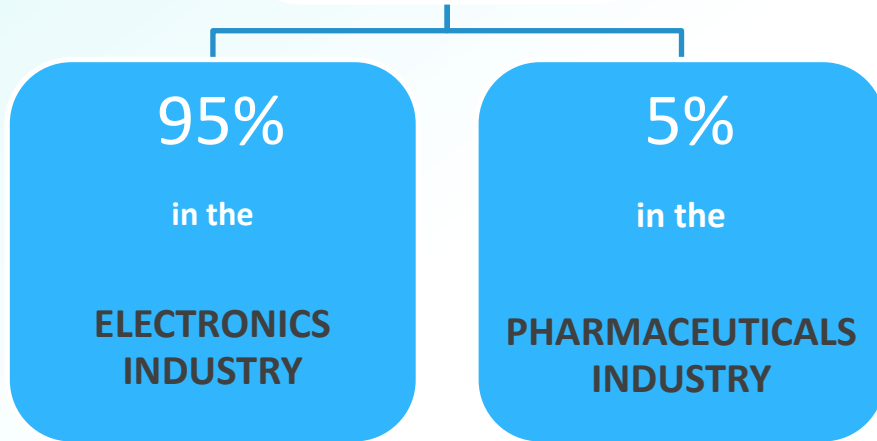 95%
in the
ELECTRONICS
INDUSTRY
5%
in the
PHARMACEUTICALS
INDUSTRY